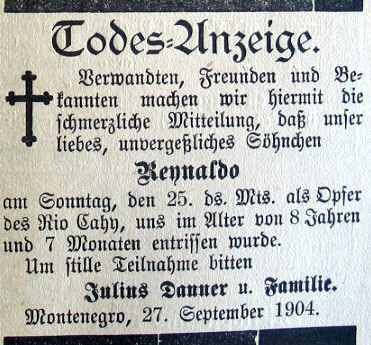 Todes-Anzeige.
Verwandten, Freunden und Be-
kannten machen wir hiermit die
schmerzliche Mitteilung, daß unser
liebes, unvergeßliches Söhnchen
Reynaldo
am Sonntag, den 25. ds. Mts. als Opfer
des Rio Cahy, uns im Alter von 8 Jahren
und 7 Monaten entrissen wurde.
Um stille Teilnahme bitten
Julius Danner u. Familie.
Montenegro, 27. September 1904.